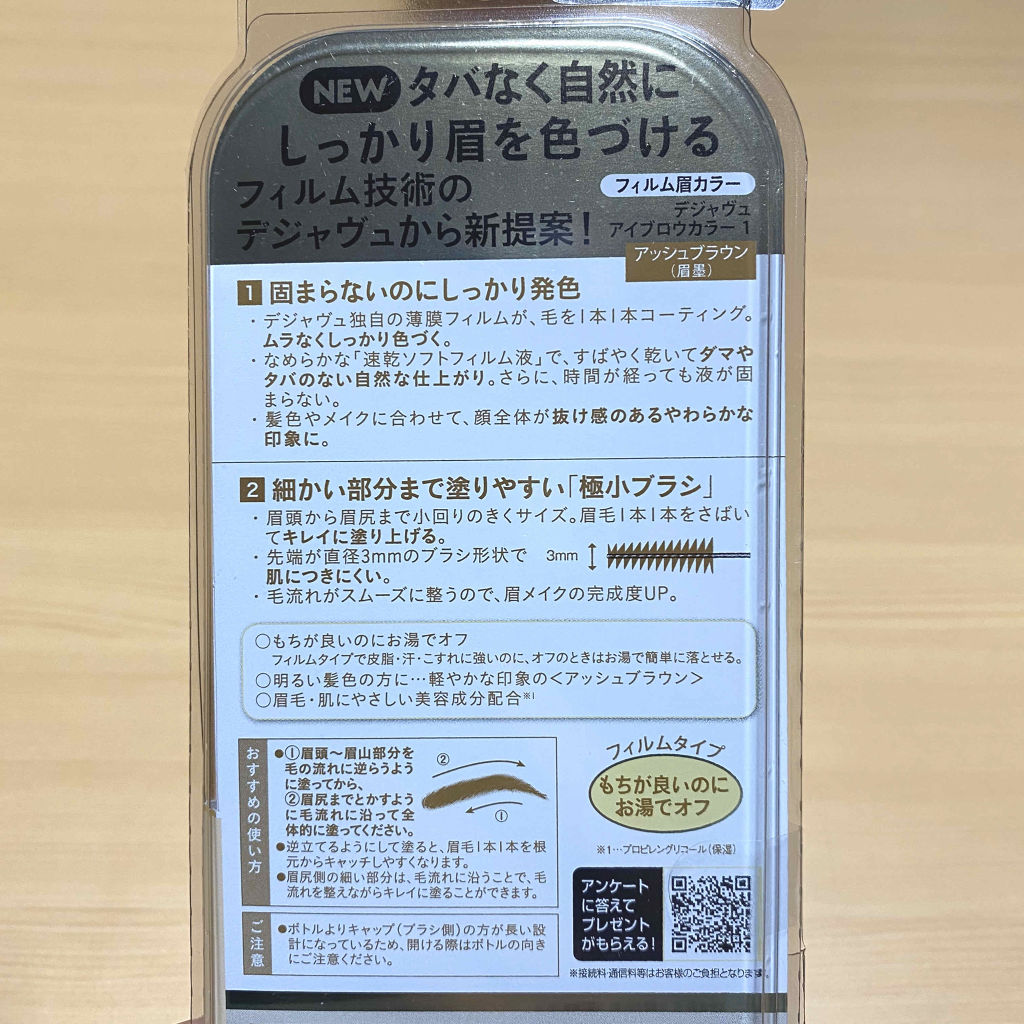 NEW タバなく自然に
しっかり眉を色づける
フィルム技術の
デジャヴュから新提案!
フィルム眉カラー
デジャヴュ
アイブロウカラー 1
アッシュブラウン
(眉墨)
1 固まらないのにしっかり発色
・デジャヴュ独自の薄膜フィルムが、毛を1本1本コーティング。
ムラなくしっかり色づく。
・なめらかな「速乾ソフトフィルム液」で、すばやく乾いてダマや
タバのない自然な仕上がり。さらに、時間が経っても液が固
まらない。
・髪色やメイクに合わせて、顔全体が抜け感のあるやわらかな
印象に。
2 細かい部分まで塗りやすい「極小ブラシ」
・眉頭から眉尻まで小回りのきくサイズ。眉毛1本1本をさばい
てキレイに塗り上げる。
・先端が直径3mmのブラシ形状で
肌につきにくい。
3mm
・毛流れがスムーズに整うので、眉メイクの完成度UP。
○もちが良いのにお湯でオフ
フィルムタイプで皮脂・汗・こすれに強いのに、オフのときはお湯で簡単に落とせる。
○明るい髪色の方に…軽やかな印象の<アッシュブラウン>
○眉毛・肌にやさしい美容成分配合※1
おすすめの使い方
●①眉頭~眉山部分を
毛の流れに逆らうよう
に塗ってから、
②眉尻までとかすよう
に毛流れに沿って全
体的に塗ってください。
②
①
●逆立てるようにして塗ると、眉毛1本1本を根
元からキャッチしやすくなります。
●眉尻側の細い部分は、毛流れに沿うことで、毛
流れを整えながらキレイに塗ることができます。
ご注意
●ボトルよりキャップ(ブラシ側)の方が長い設
計になっているため、開ける際はボトルの向き
にご注意ください。
フィルムタイプ
もちが良いのに
お湯でオフ
※1…プロピレングリコール(保湿)
アンケート
に答えて
プレゼント
がもらえる!
※接続料・通信料等はお客様のご負担となります。